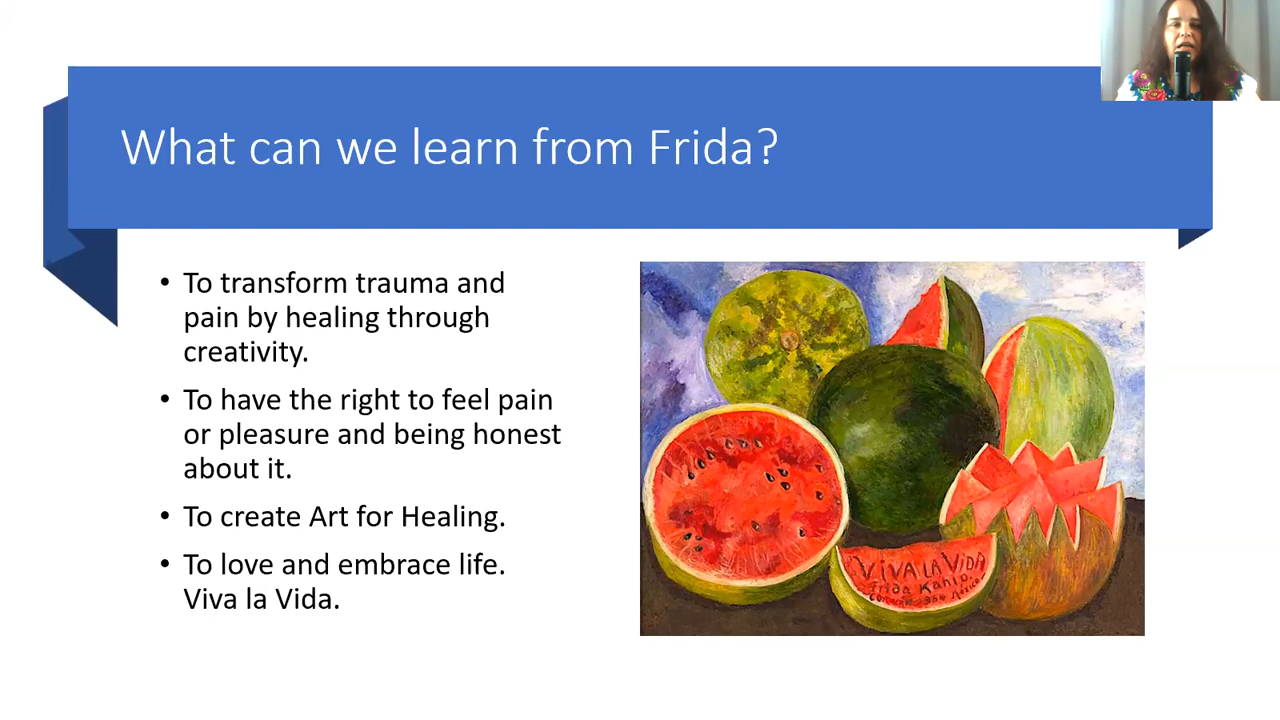 What can we learn from Frida?
• To transform trauma and
pain by healing through
creativity.
• To have the right to feel pain
or pleasure and being honest
about it.
• To create Art for Healing.
• To love and embrace life.
Viva la Vida.
VIVA LA VIDA
Frida Kahlo